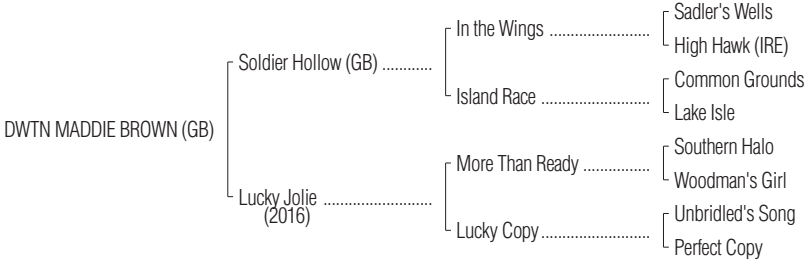 Sadler's Wells
In the Wings ......................
High Hawk (IRE)
Soldier Hollow (GB) ............
Common Grounds
Island Race ........................
Lake Isle
DWTN MADDIE BROWN (GB)
Southern Halo
More Than Ready ...............
Woodman's Girl
Lucky Jolie ..........................
(2016)
Unbridled's Song
Lucky Copy..........................
Perfect Copy